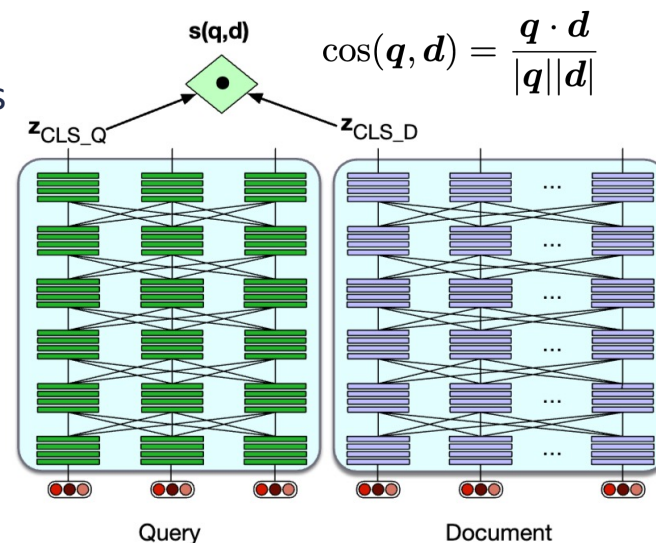 s(q,d)
cos(q, d) = q · d / |q||d|
s
z_CLS_Q
z_CLS_D
...
...
...
...
...
...
Query
Document